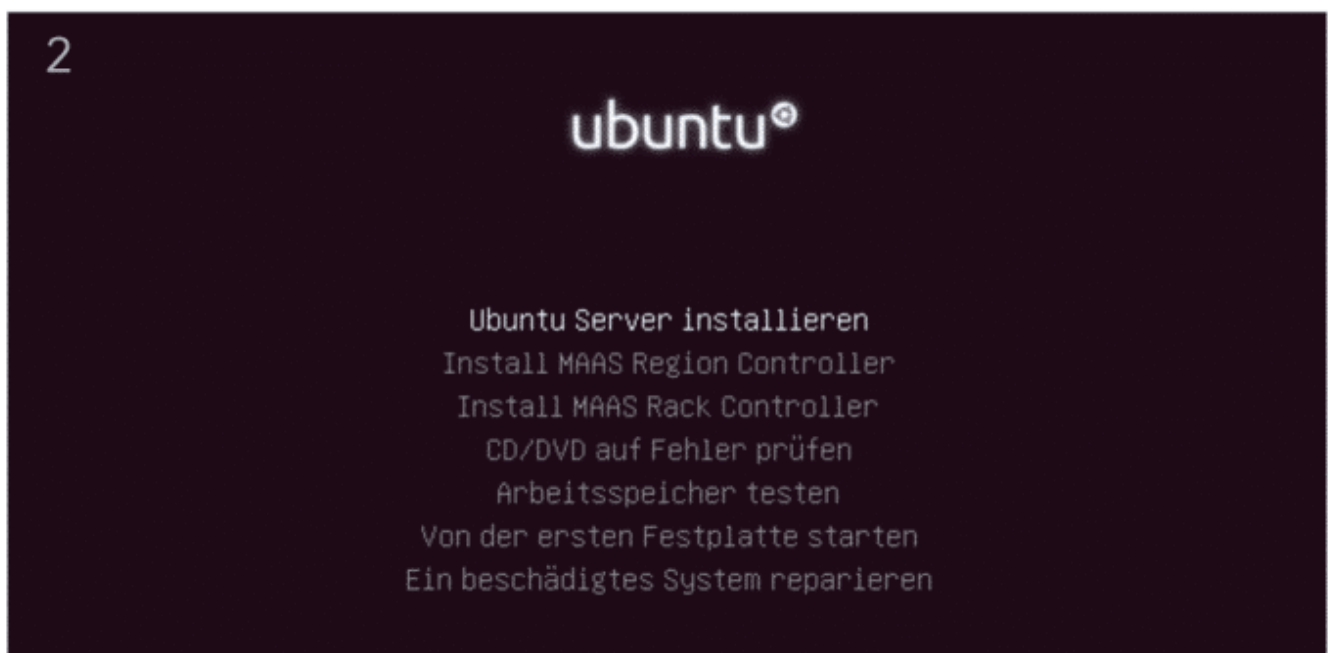 2
ubuntu
Ubuntu Server installieren
Install MAAS Region Controller
Install MAAS Rack Controller
CD/DVD auf Fehler prüfen
Arbeitsspeicher testen
Von der ersten Festplatte starten
Ein beschädigtes System reparieren